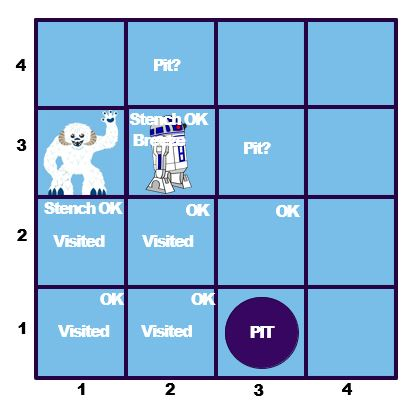 4
Pit?
3
Stench OK
Breeze
Pit?
2
Stench OK
Visited
OK
Visited
OK
1
OK
Visited
OK
Visited
PIT
1 2 3 4